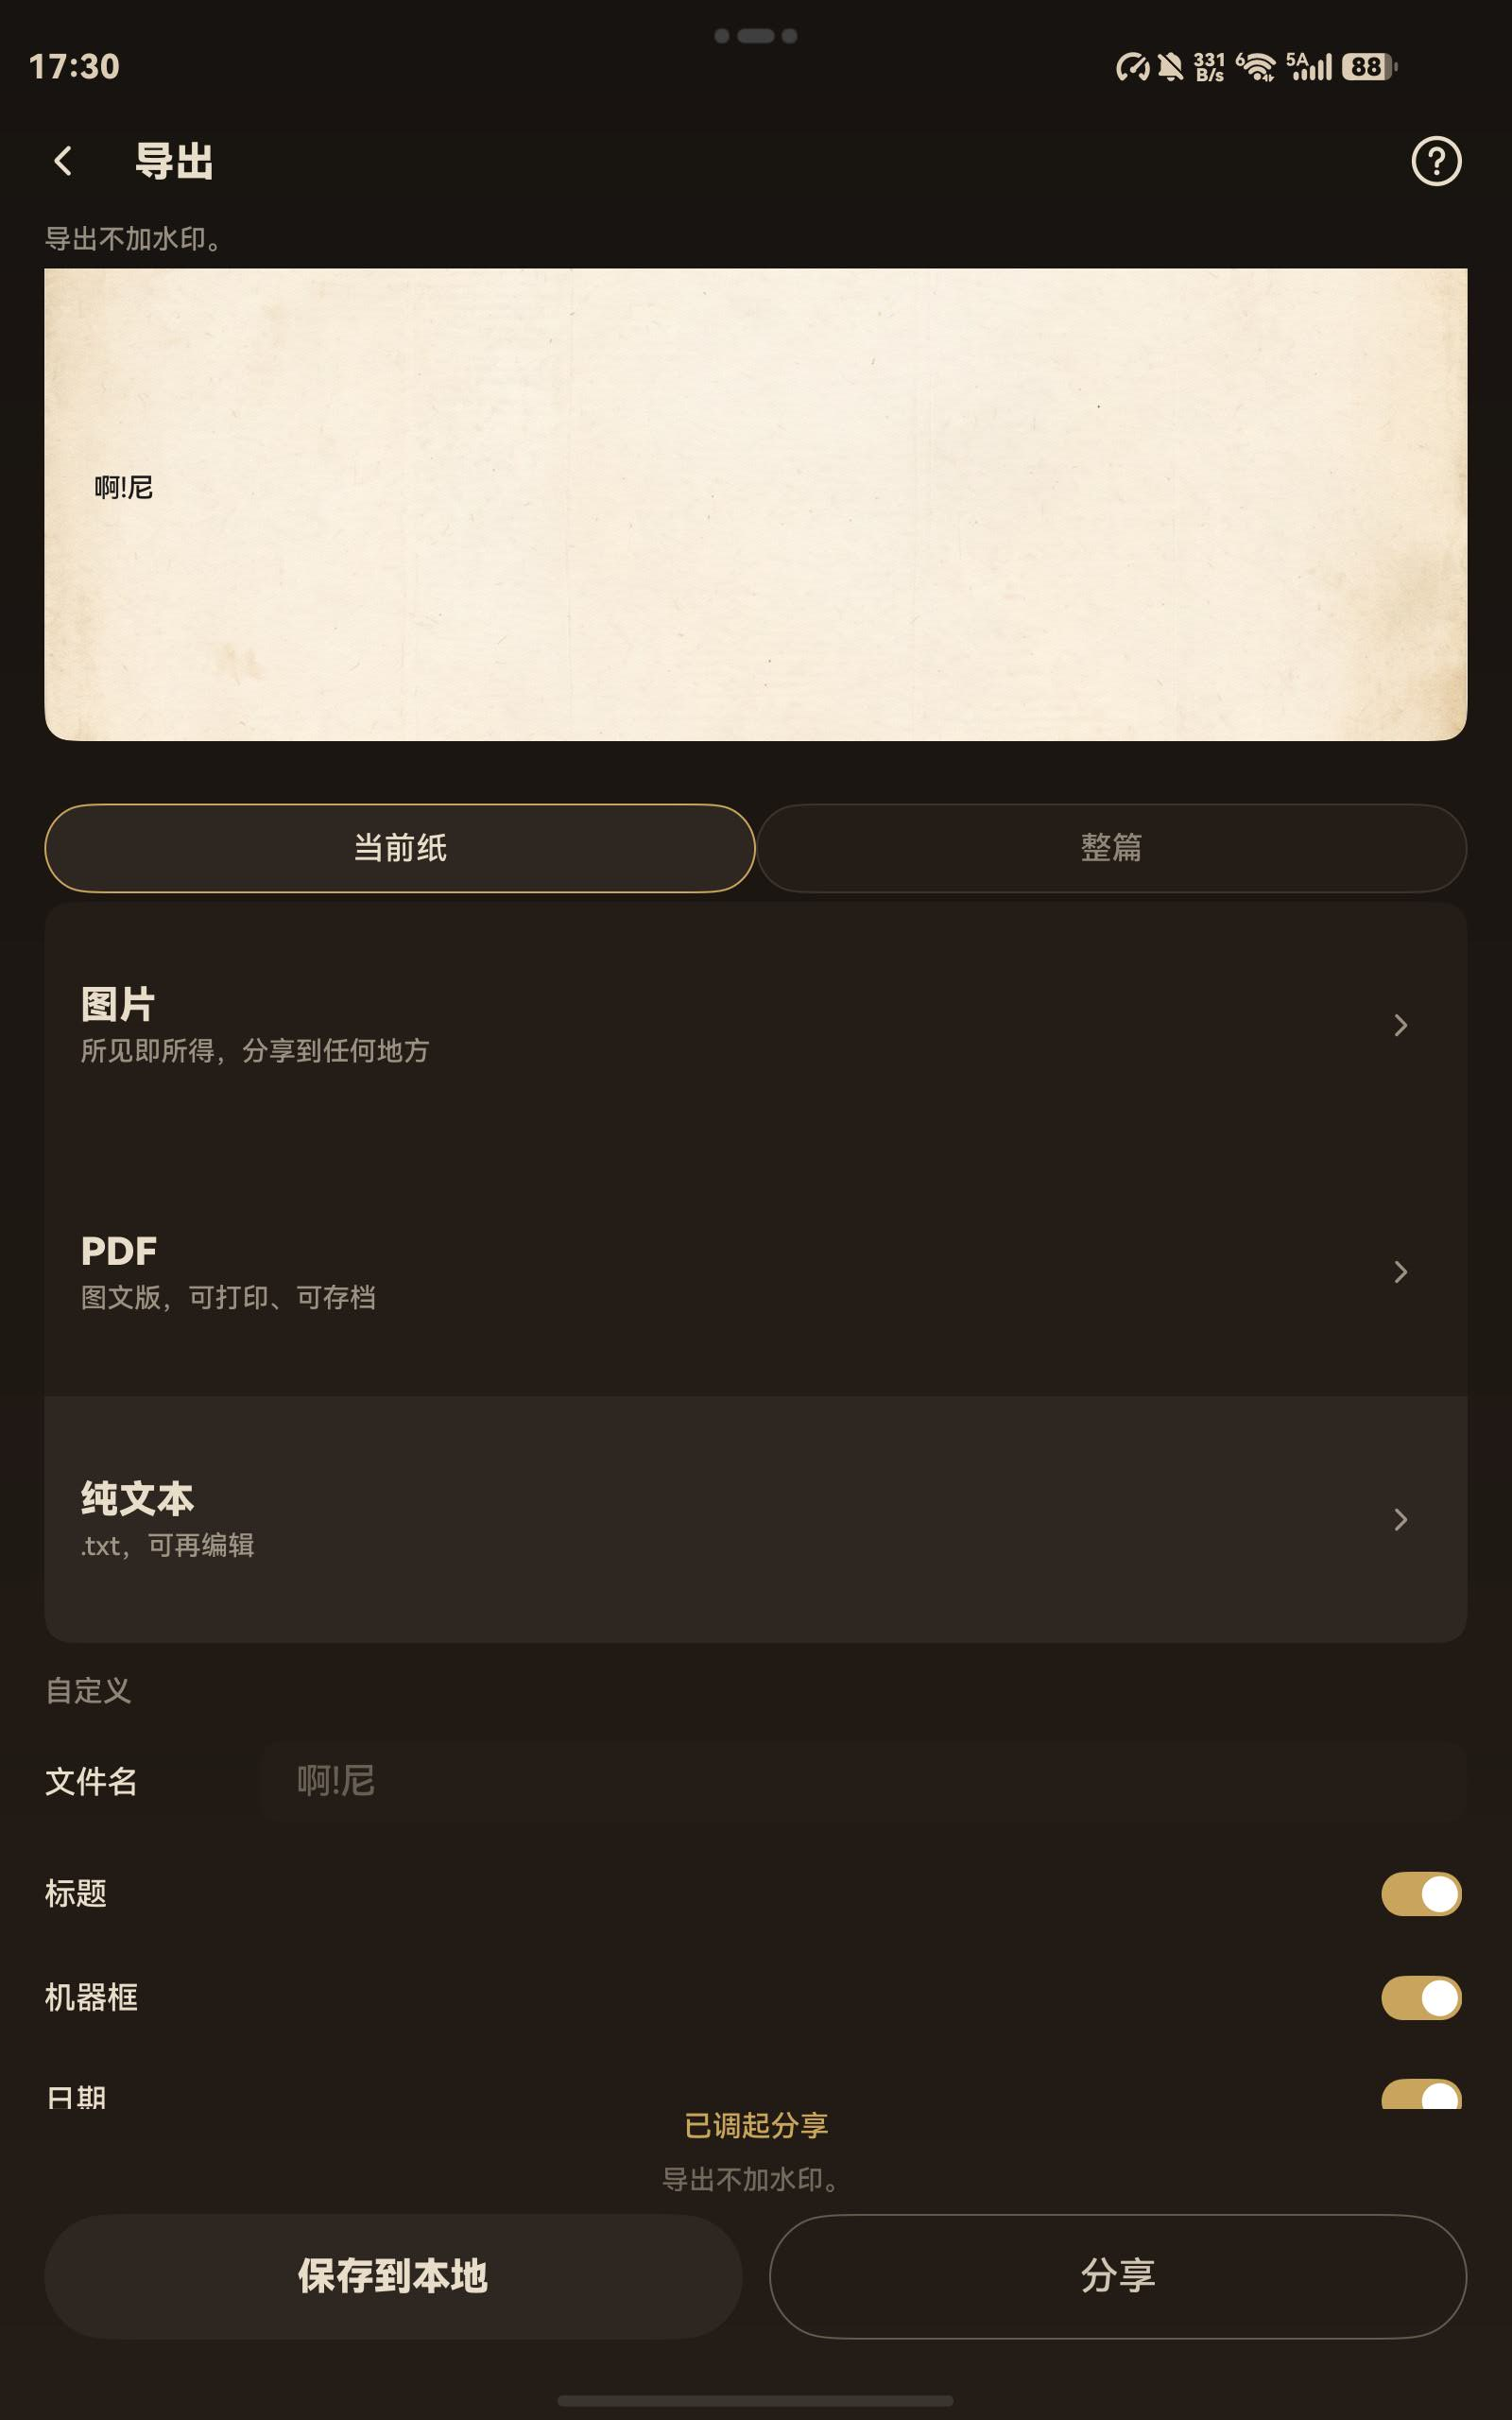 17:30
331 B/s 6 5A 88
导出
导出不加水印。
啊!尼
当前纸 整篇
图片
所见即所得，分享到任何地方
PDF
图文版，可打印、可存档
纯文本
.txt，可再编辑
自定义
文件名 啊!尼
标题
机器框
日期
已调起分享
导出不加水印。
保存到本地 分享